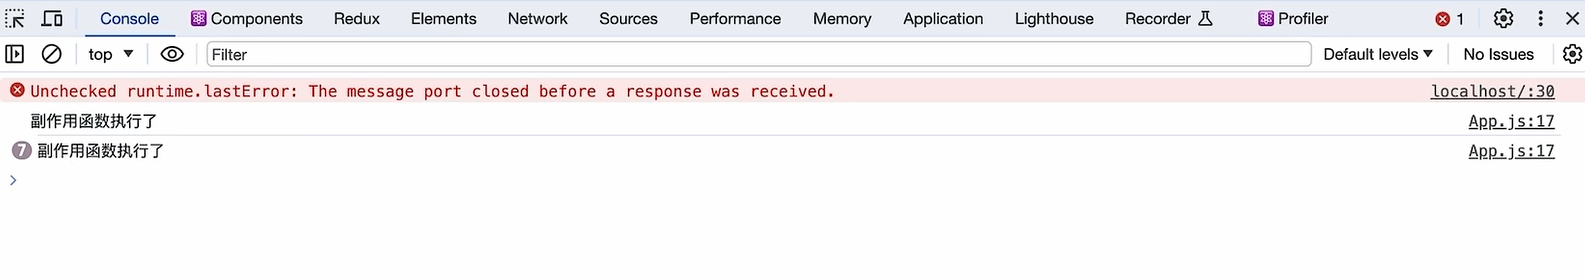 Console Components Redux Elements Network Sources Performance Memory Application Lighthouse Recorder Profiler 1
top Filter Default levels No Issues
Unchecked runtime.lastError: The message port closed before a response was received. localhost/:30
副作用函数执行了 App.js:17
7 副作用函数执行了 App.js:17